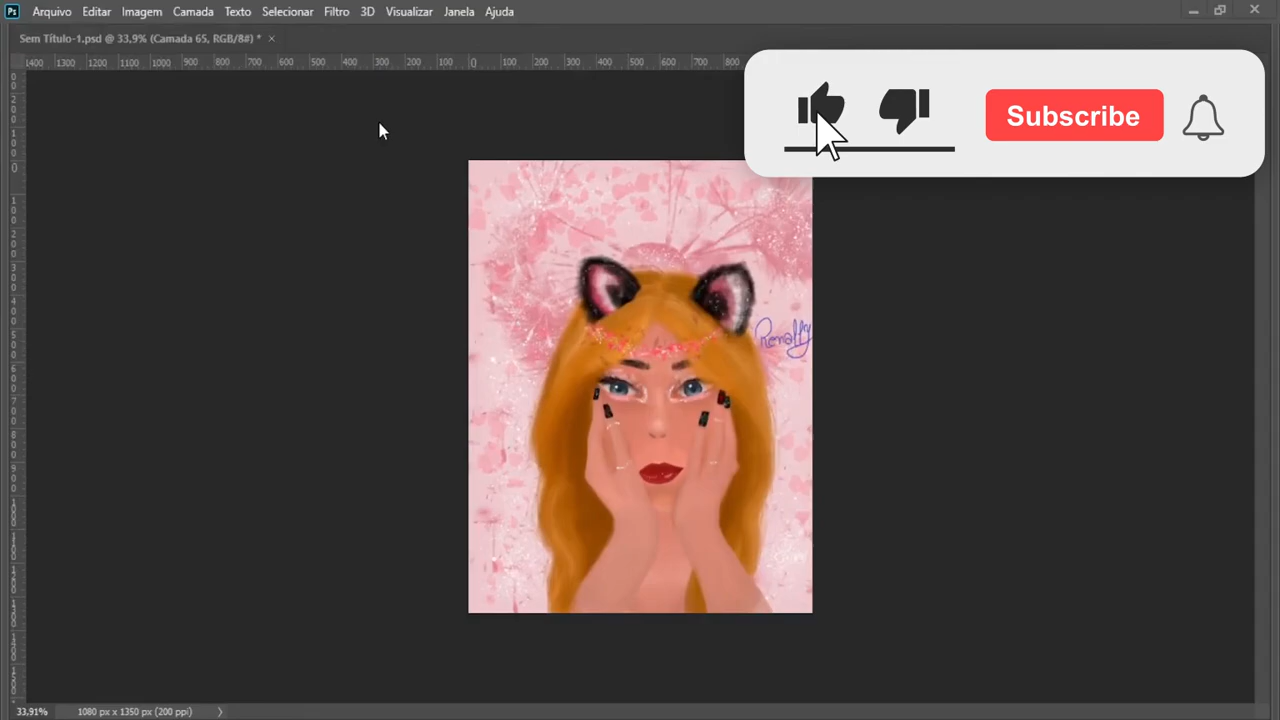 Ps Arquivo Editar Imagem Camada Texto Selecionar Filtro 3D Visualizar Janela Ajuda
Sem Título-1.psd @ 33,9% (Camada 65, RGB/8#) * ×
1400 1300 1200 1100 1000 900 800 700 600 500 400 300 200 100 0 100 200 300 400 500 600 700 800
Subscribe
33,91% 1080 px x 1350 px (200 ppi)